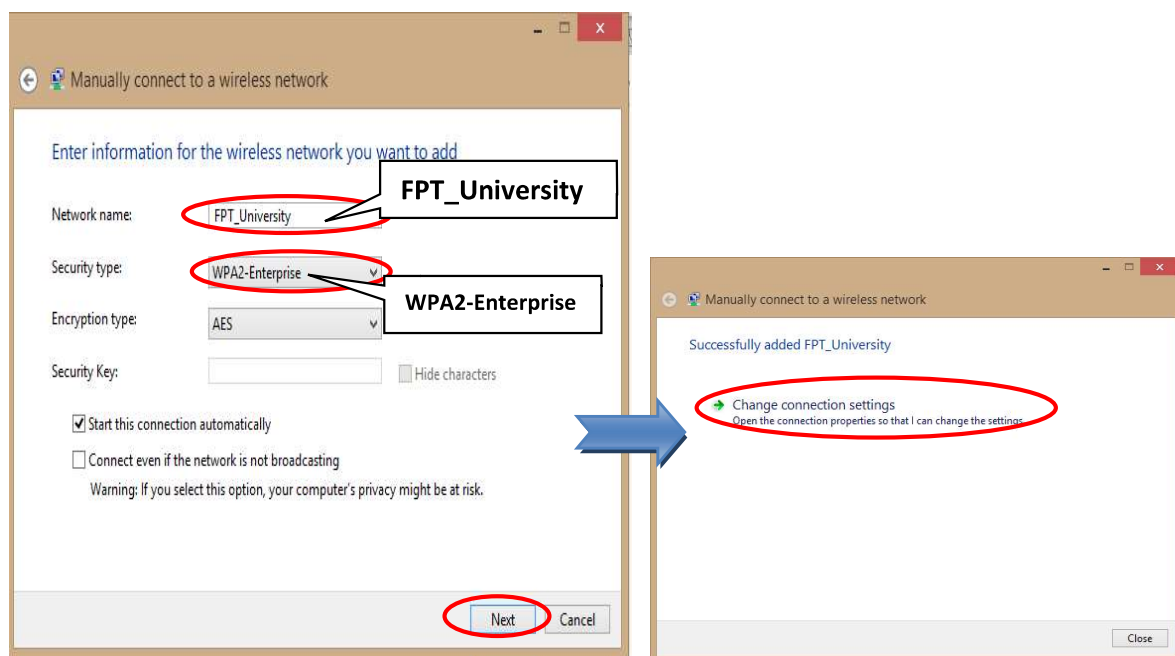 Manually connect to a wireless network
Enter information for the wireless network you want to add
FPT_University
Network name:
FPT_University
Security type:
WPA2-Enterprise
WPA2-Enterprise
Encryption type:
AES
Security Key:
Hide characters
Start this connection automatically
Connect even if the network is not broadcasting
Warning: If you select this option, your computer's privacy might be at risk.
Next
Cancel
Manually connect to a wireless network
Successfully added FPT_University
Change connection settings
Open the connection properties so that I can change the settings.
Close